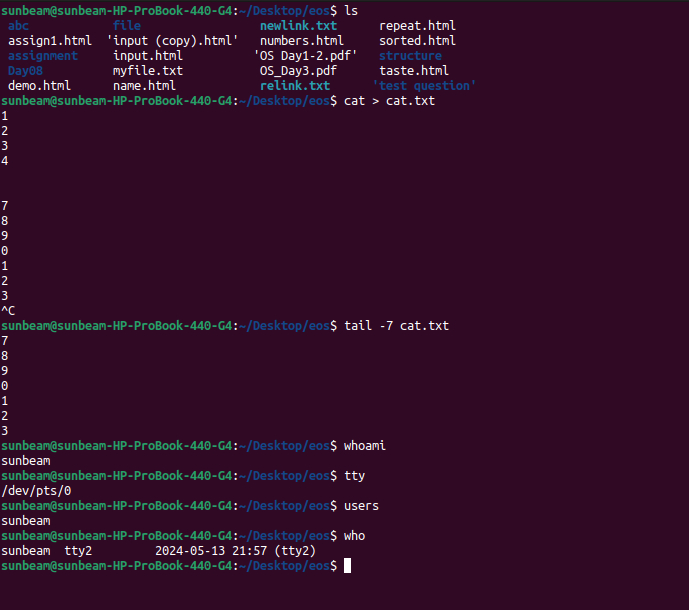 sunbeam@sunbeam-HP-ProBook-440-G4:~/Desktop/eos$ ls
abc file newlink.txt repeat.html
assign1.html 'input (copy).html' numbers.html sorted.html
assignment input.html 'OS Day1-2.pdf' structure
Day08 myfile.txt OS_Day3.pdf taste.html
demo.html name.html relink.txt 'test question'
sunbeam@sunbeam-HP-ProBook-440-G4:~/Desktop/eos$ cat > cat.txt
1
2
3
4
7
8
9
0
1
2
3
^C
sunbeam@sunbeam-HP-ProBook-440-G4:~/Desktop/eos$ tail -7 cat.txt
7
8
9
0
1
2
3
sunbeam@sunbeam-HP-ProBook-440-G4:~/Desktop/eos$ whoami
sunbeam
sunbeam@sunbeam-HP-ProBook-440-G4:~/Desktop/eos$ tty
/dev/pts/0
sunbeam@sunbeam-HP-ProBook-440-G4:~/Desktop/eos$ users
sunbeam
sunbeam@sunbeam-HP-ProBook-440-G4:~/Desktop/eos$ who
sunbeam tty2 2024-05-13 21:57 (tty2)
sunbeam@sunbeam-HP-ProBook-440-G4:~/Desktop/eos$